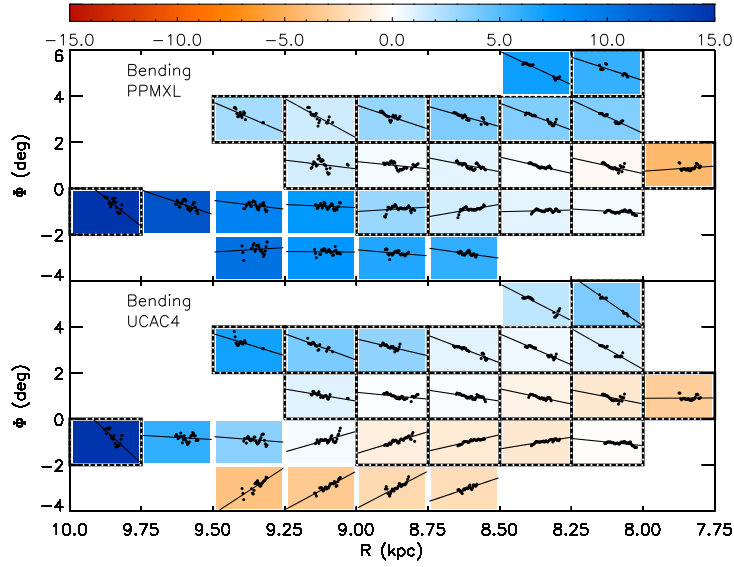 -15.0 -10.0 -5.0 0.0 5.0 10.0 15.0
Bending
PPMXL
6
4
2
0
-2
-4
Φ (deg)
Bending
UCAC4
4
2
0
-2
-4
Φ (deg)
10.0 9.75 9.50 9.25 9.00 8.75 8.50 8.25 8.00 7.75
R (kpc)